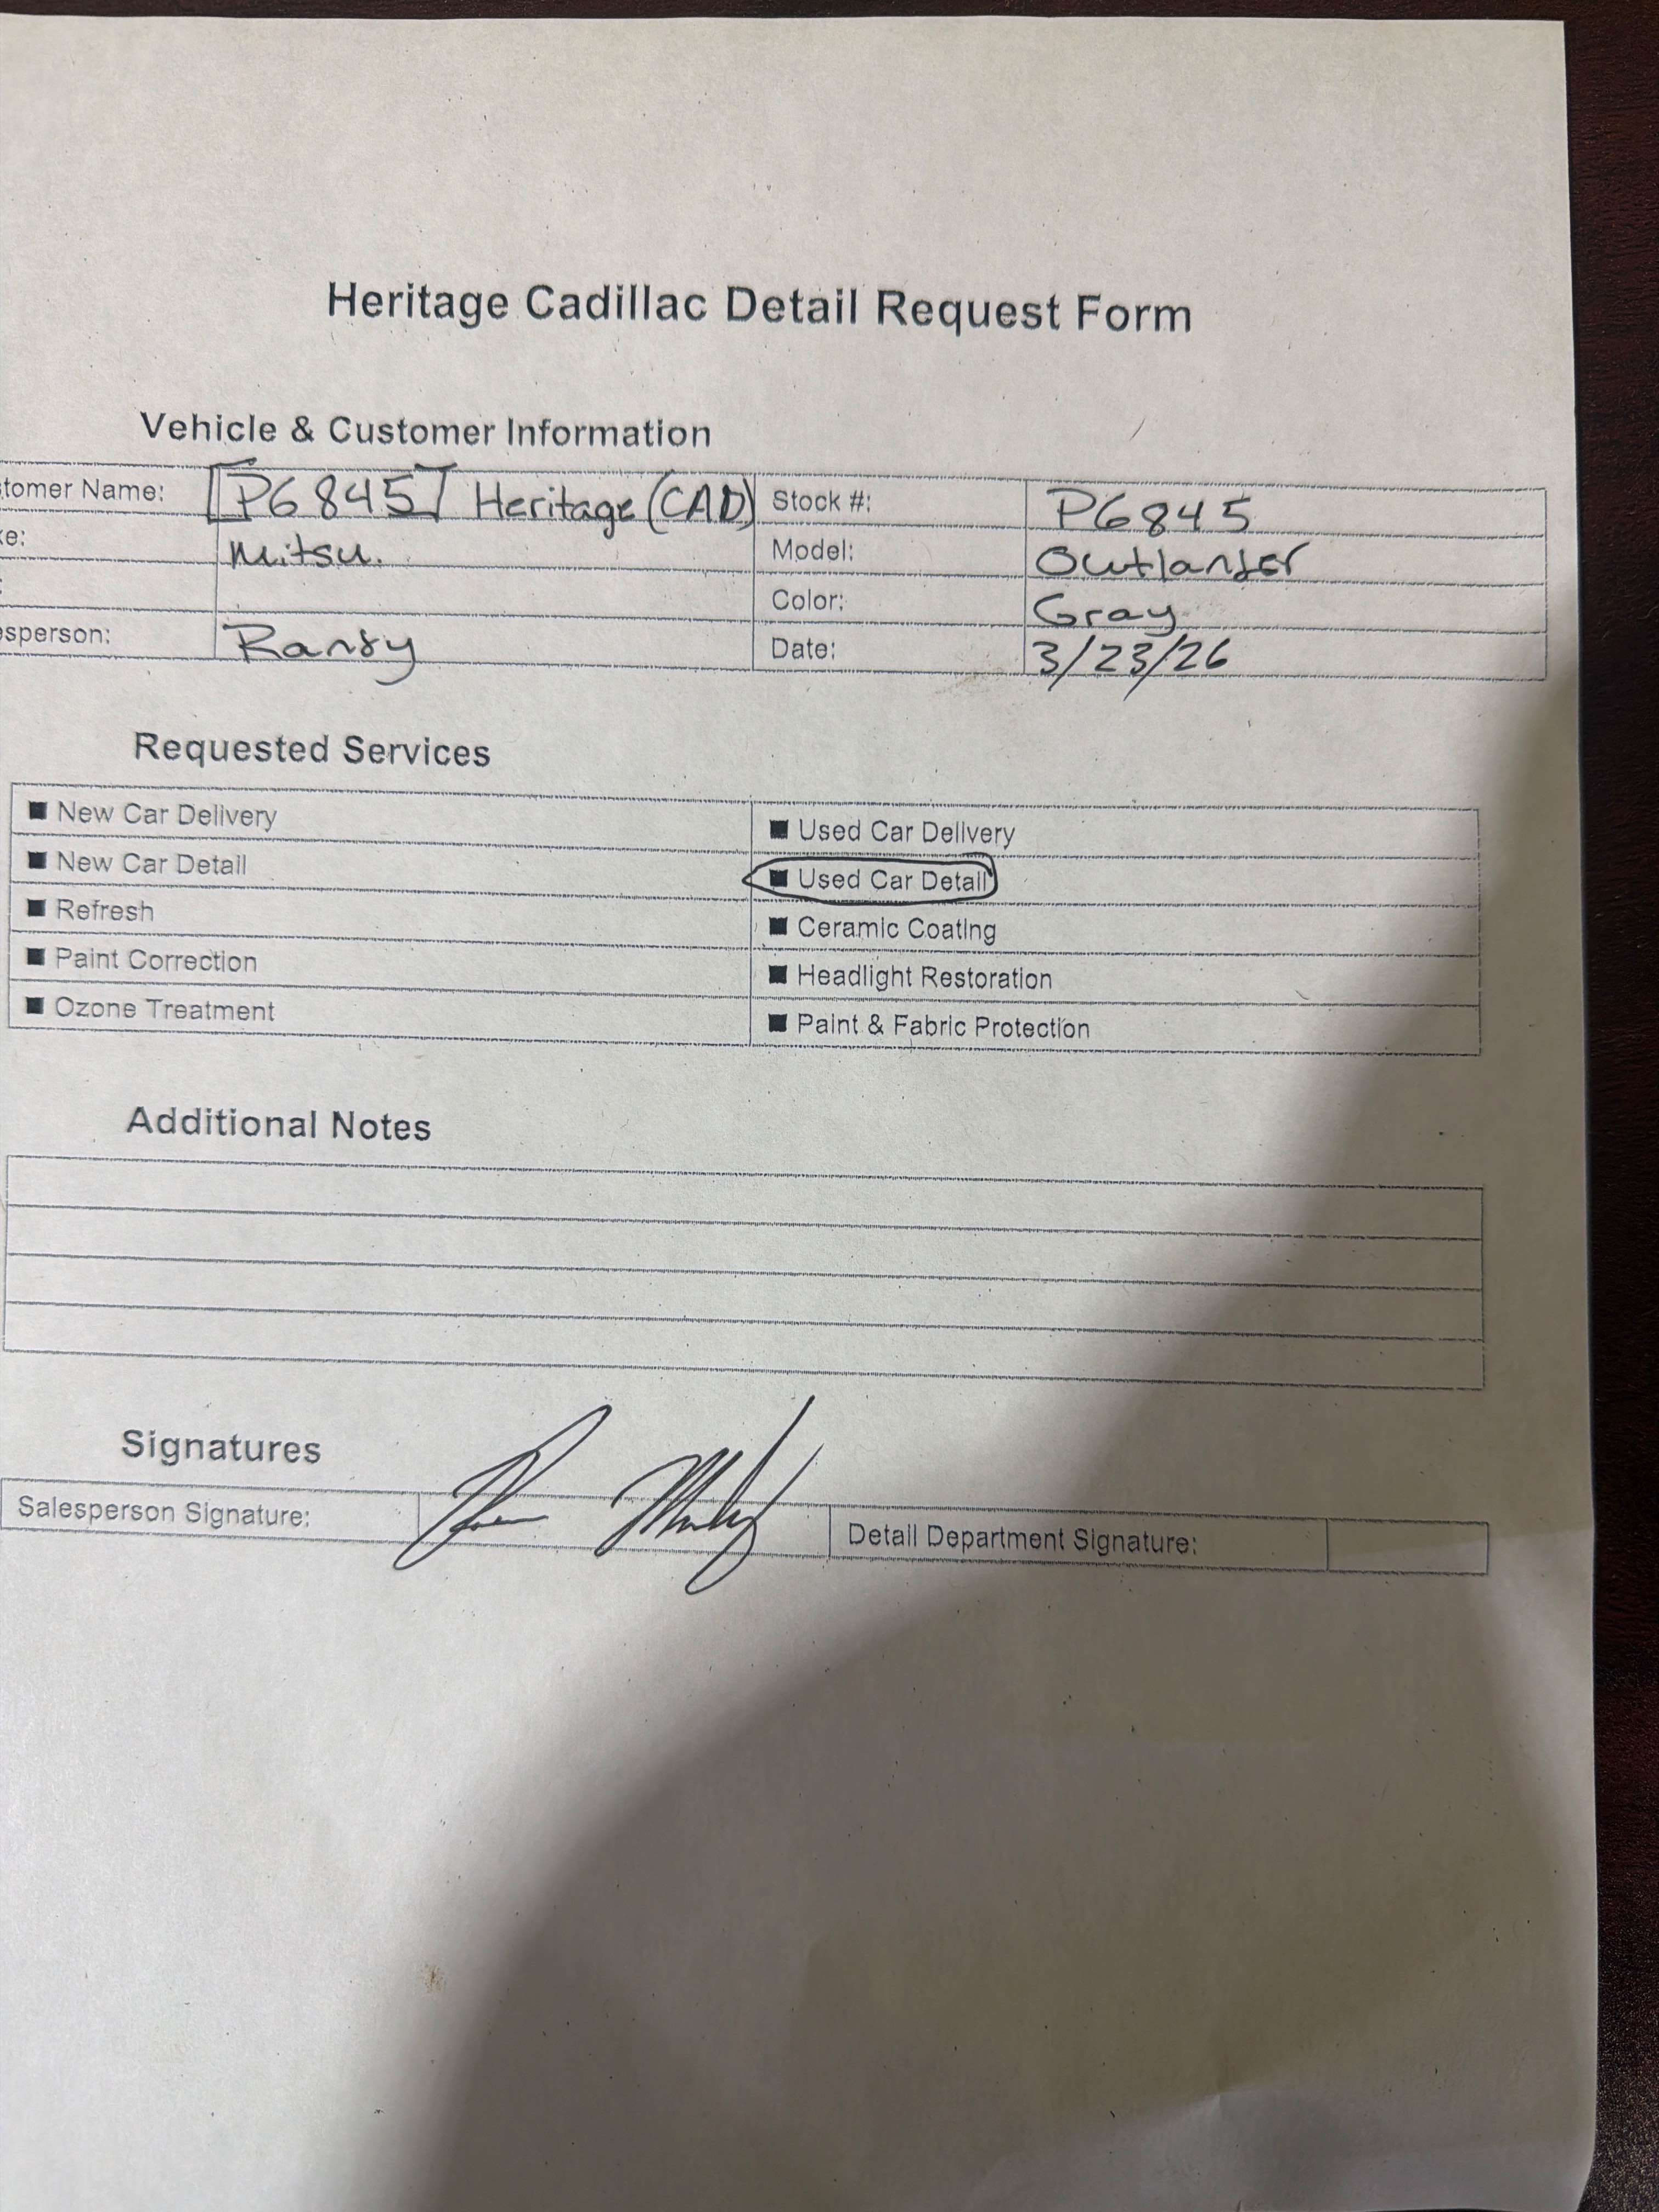 Heritage Cadillac Detail Request Form
Vehicle & Customer Information
tomer Name: P6845 Heritage (CAD) Stock #: P6845
e: Mitsu. Model: Outlander
: Color: Gray
sperson: Randy Date: 3/23/26
Requested Services
New Car Delivery Used Car Delivery
New Car Detail Used Car Detail
Refresh Ceramic Coating
Paint Correction Headlight Restoration
Ozone Treatment Paint & Fabric Protection
Additional Notes
Signatures
Salesperson Signature: Detail Department Signature: